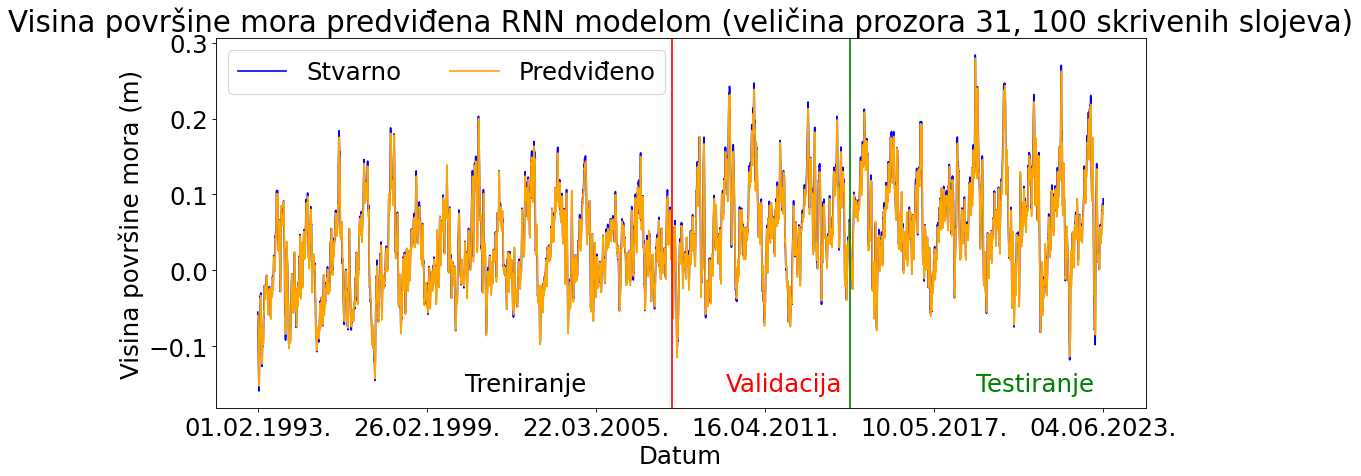 Visina površine mora predviđena RNN modelom (veličina prozora 31, 100 skrivenih slojeva)
Stvarno Predviđeno
Visina površine mora (m)
0.3
0.2
0.1
0.0
−0.1
Treniranje Validacija Testiranje
01.02.1993. 26.02.1999. 22.03.2005. 16.04.2011. 10.05.2017. 04.06.2023.
Datum